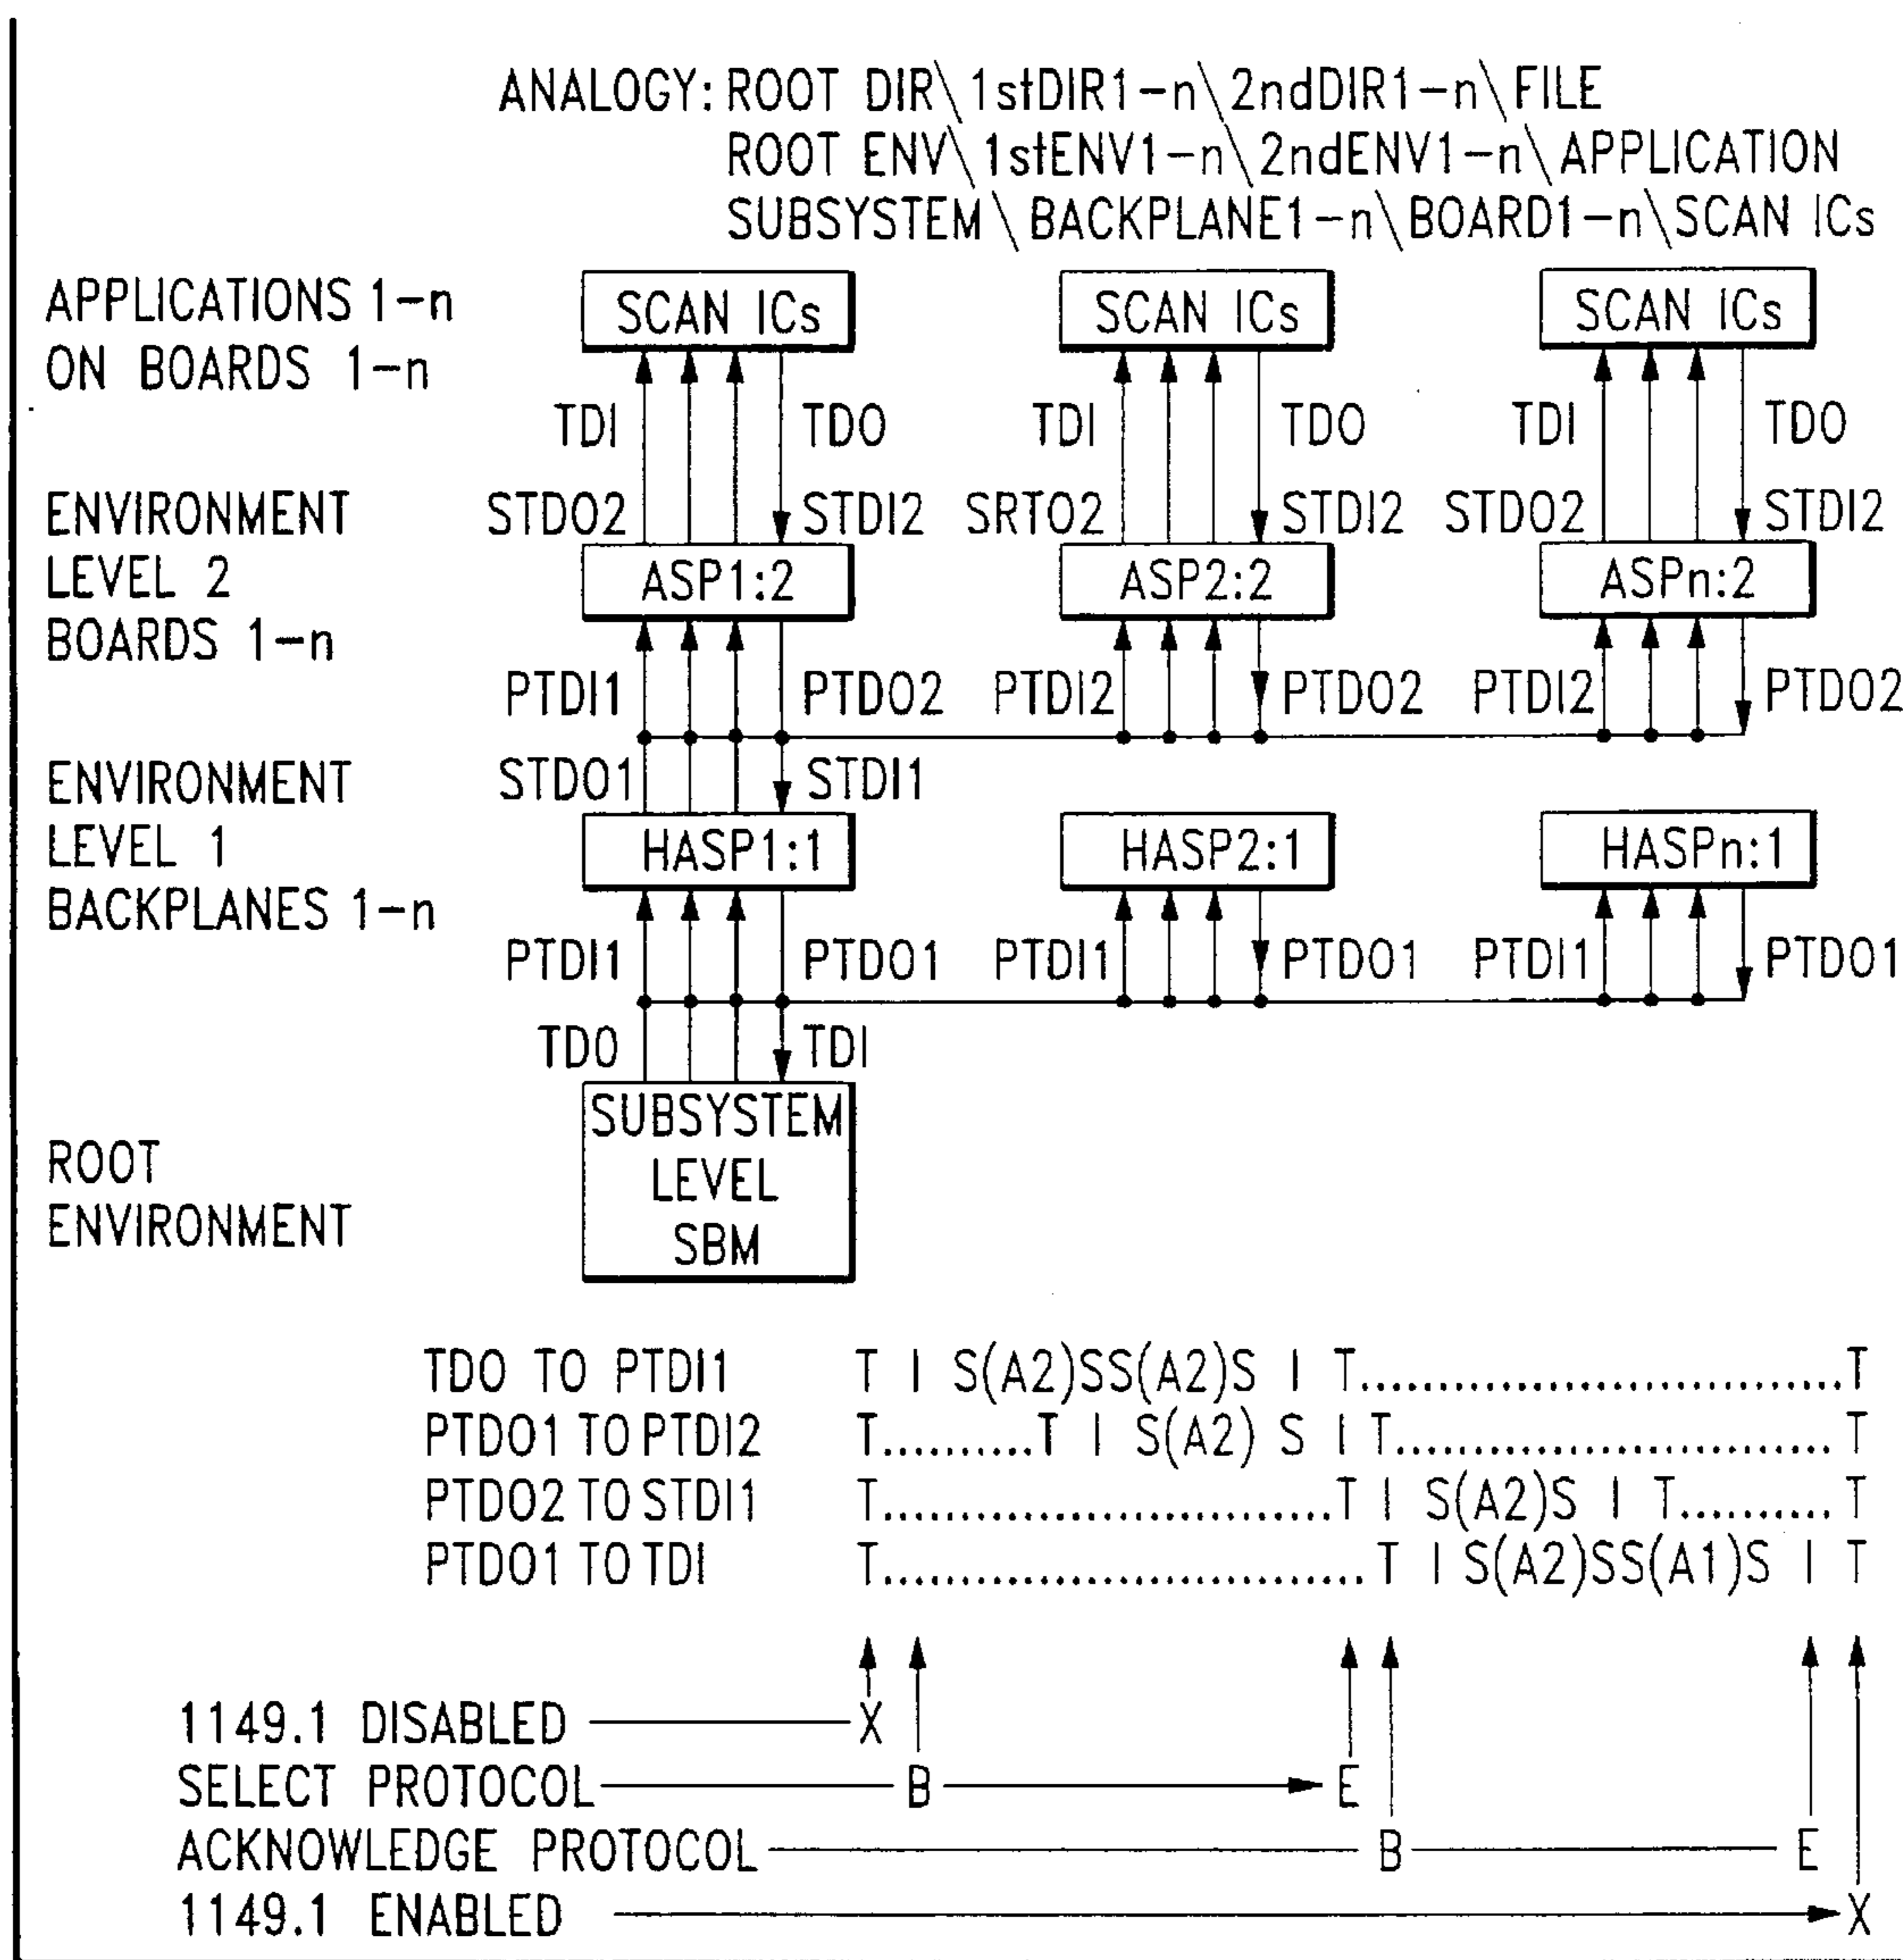 ANALOGY: ROOT DIR\1stDIR1-n\2ndDIR1-n\FILE
ROOT ENV\1stENV1-n\2ndENV1-n\APPLICATION
SUBSYSTEM\BACKPLANE1-n\BOARD1-n\SCAN ICs
APPLICATIONS 1-n
ON BOARDS 1-n
SCAN ICs SCAN ICs SCAN ICs
TDI TDO TDI TDO TDI TDO
ENVIRONMENT
LEVEL 2
BOARDS 1-n
STDO2 STDI2 SRTO2 STDI2 STDO2 STDI2
ASP1:2 ASP2:2 ASPn:2
PTDI1 PTDO2 PTDI2 PTDO2 PTDI2 PTDO2
ENVIRONMENT
LEVEL 1
BACKPLANES 1-n
STDO1 STDI1
HASP1:1 HASP2:1 HASPn:1
PTDI1 PTDO1 PTDI1 PTDO1 PTDI1 PTDO1
TDO TDI
ROOT
ENVIRONMENT
SUBSYSTEM
LEVEL
SBM
TDO TO PTDI1 T I S(A2)SS(A2)S I T..............................T
PTDO1 TO PTDI2 T..........T I S(A2) S I T............................ T
PTDO2 TO STDI1 T.............................T I S(A2)S I T.......... T
PTDO1 TO TDI T............................... T I S(A2)SS(A1)S I T
1149.1 DISABLED X
SELECT PROTOCOL B E
ACKNOWLEDGE PROTOCOL B E
1149.1 ENABLED X